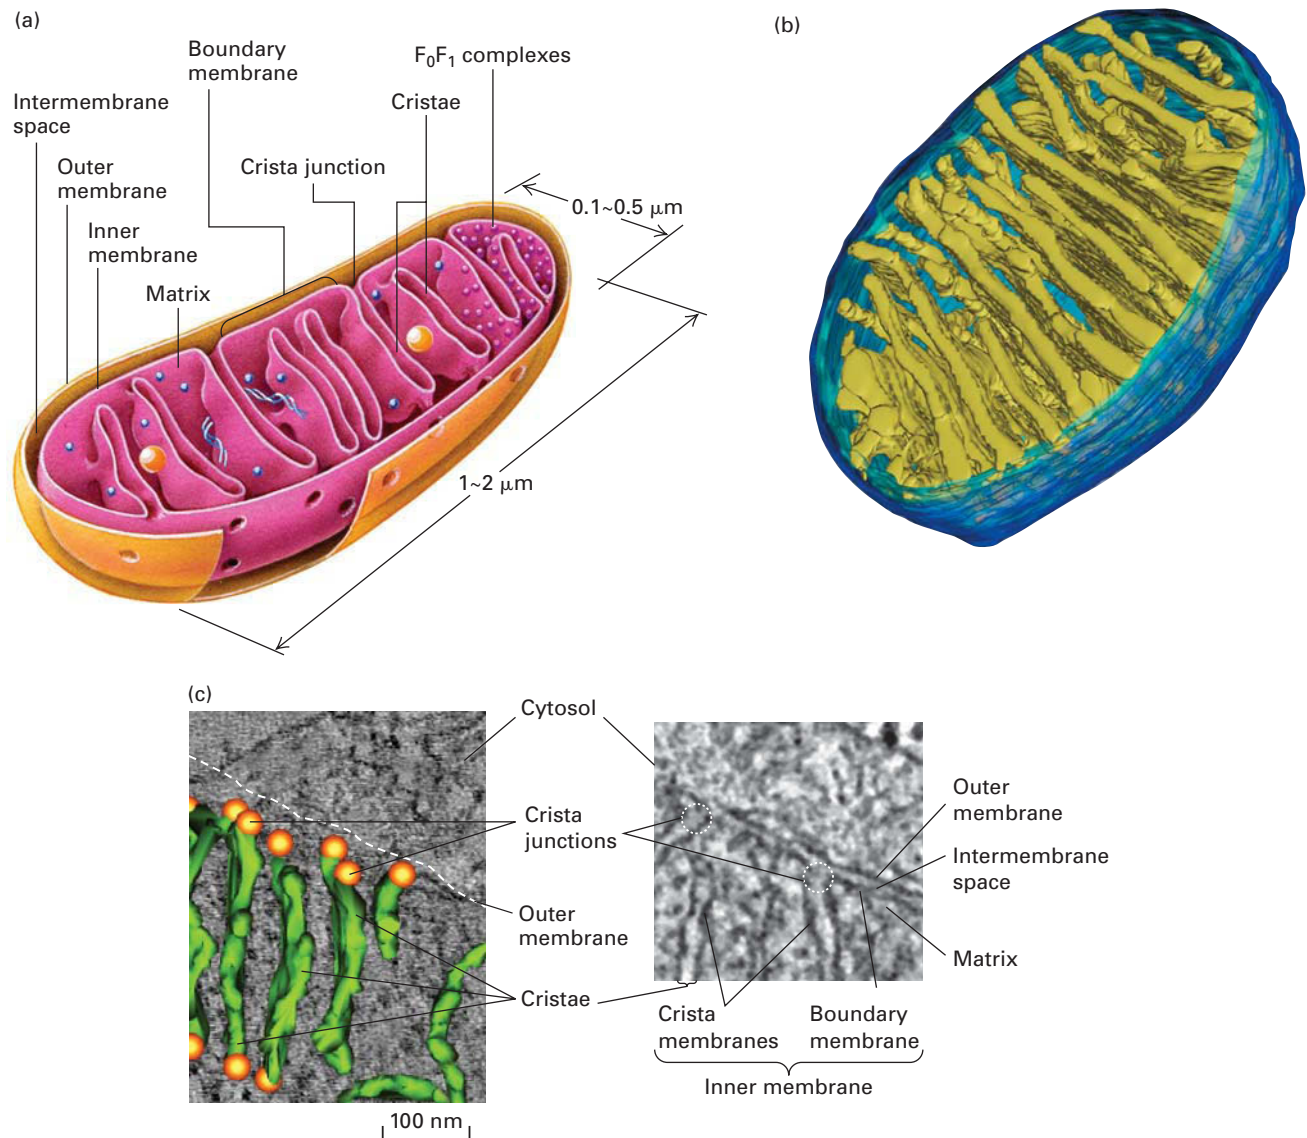 (a)
Boundary
membrane
F₀F₁ complexes
Intermembrane
space
Cristae
Outer
membrane
Crista junction
Inner
membrane
0.1~0.5 μm
Matrix
1~2 μm
(b)
(c)
Cytosol
Crista
junctions
Outer
membrane
Cristae
100 nm
Outer
membrane
Intermembrane
space
Matrix
Crista
membranes
Boundary
membrane
Inner membrane